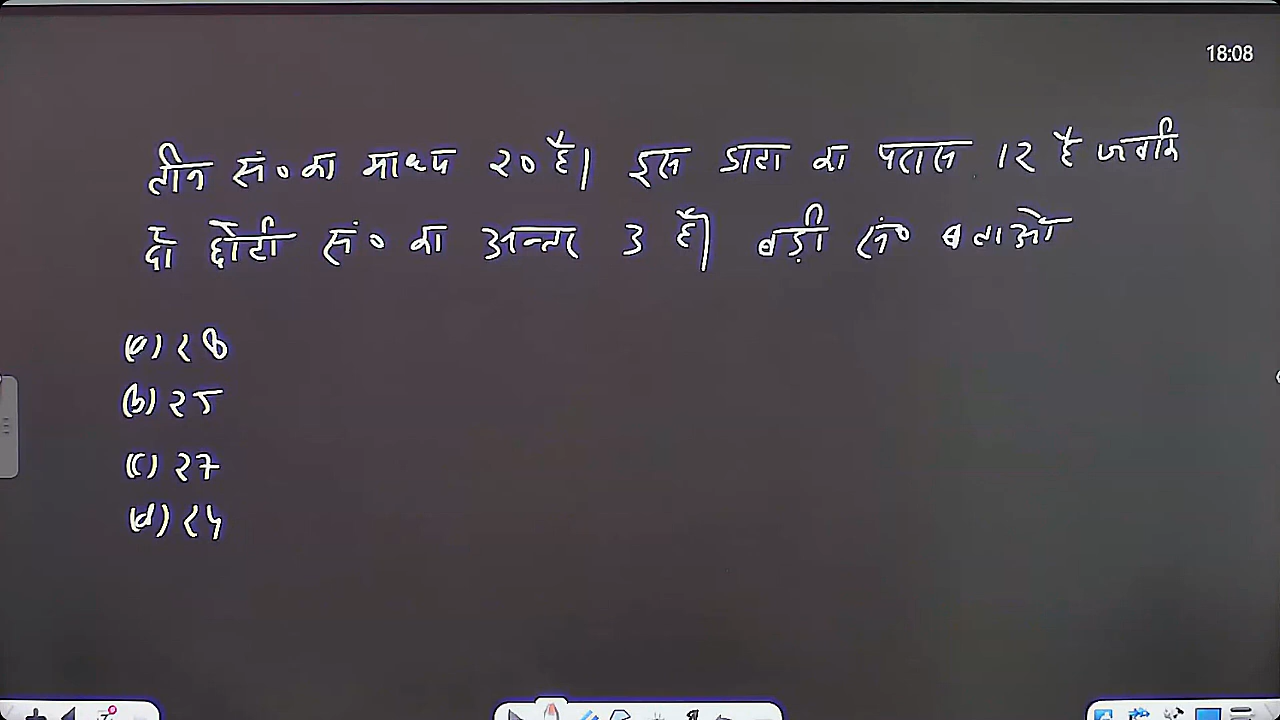 18:08
तीन सं० का माध्य 20 है। इस डाटा का परास 12 है जबकि
दो छोटी सं० का अन्तर 3 है। बड़ी सं० बताओ
(a) 28
(b) 25
(c) 27
(d) 24